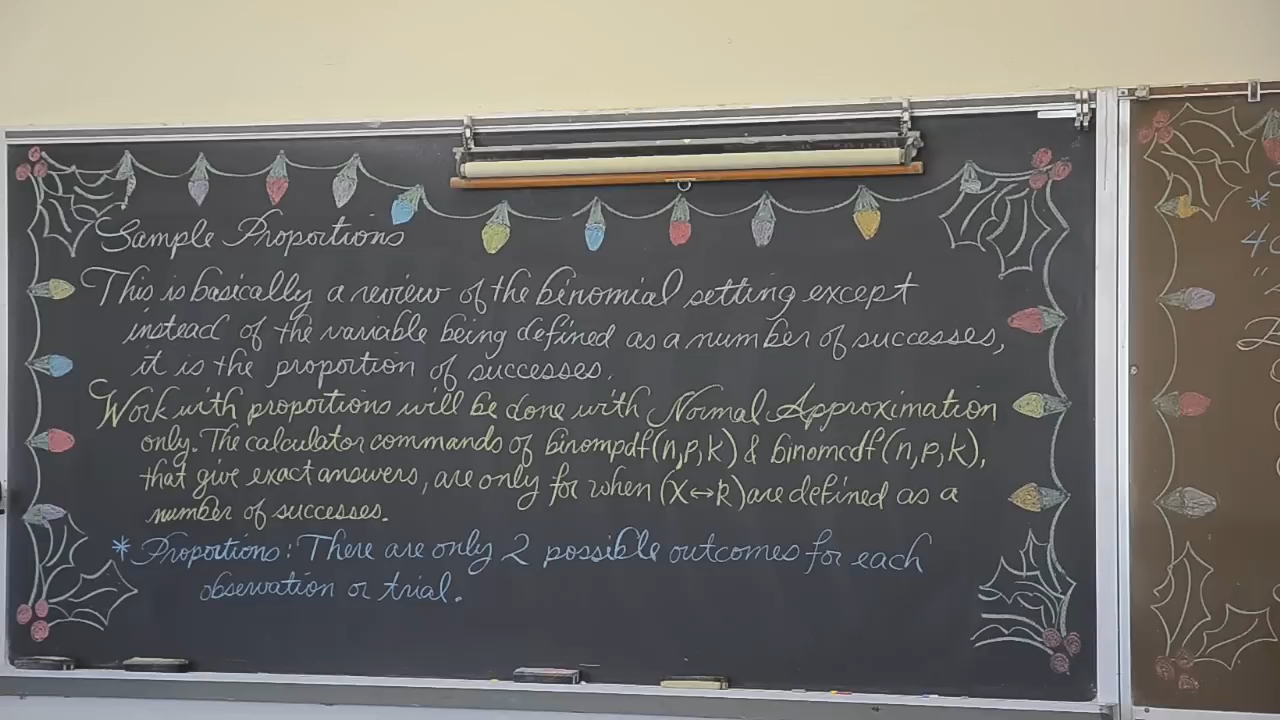 Sample Proportions
This is basically a review of the binomial setting except
instead of the variable being defined as a number of successes,
it is the proportion of successes.
Work with proportions will be done with Normal Approximation
only. The calculator commands of binompdf(n,p,k) & binomcdf(n,p,k),
that give exact answers, are only for when (X↔k) are defined as a
number of successes.
* Proportions: There are only 2 possible outcomes for each
observation or trial.
*